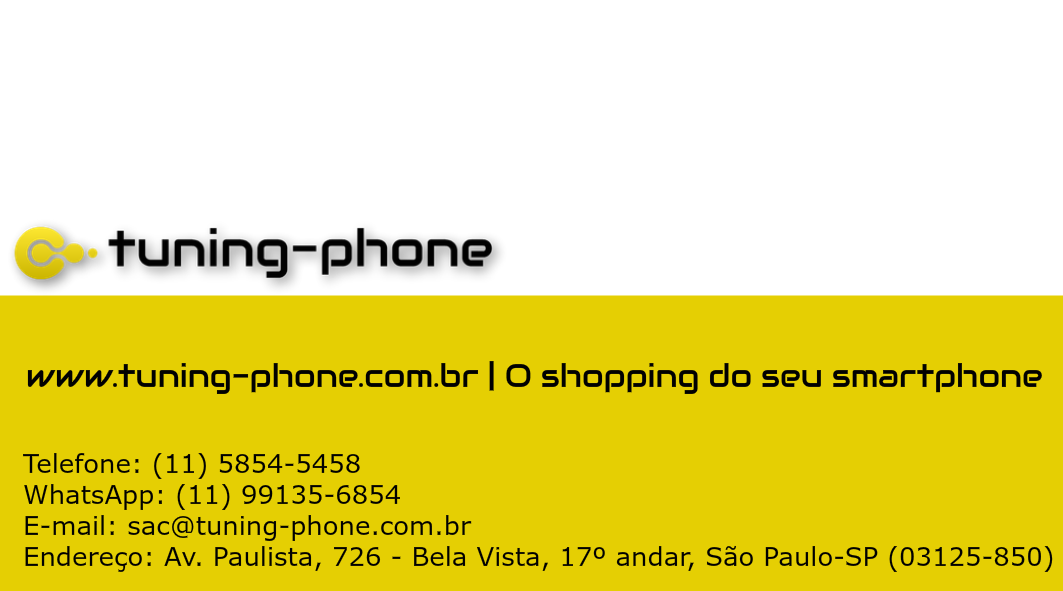 tuning-phone
www.tuning-phone.com.br | O shopping do seu smartphone
Telefone: (11) 5854-5458
WhatsApp: (11) 99135-6854
E-mail: sac@tuning-phone.com.br
Endereço: Av. Paulista, 726 - Bela Vista, 17º andar, São Paulo-SP (03125-850)